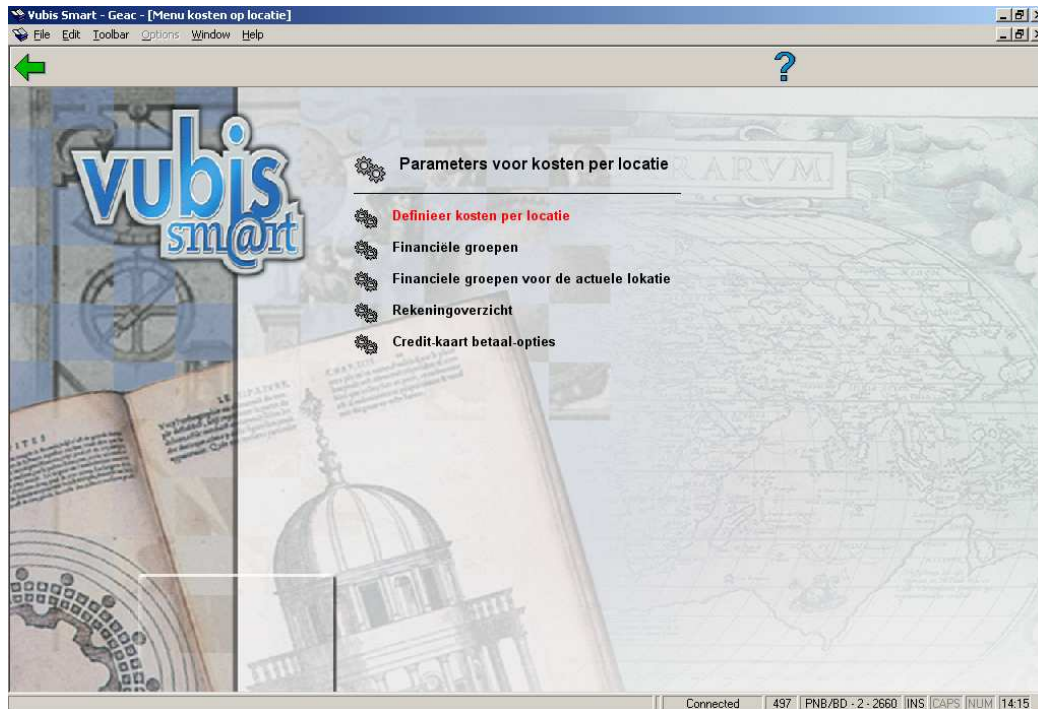 Vubis Smart - Geac - [Menu kosten op locatie]
File Edit Toolbar Options Window Help
?
vubis
sm@rt
RARVM
Parameters voor kosten per locatie
Definieer kosten per locatie
Financiële groepen
Financiele groepen voor de actuele lokatie
Rekeningoverzicht
Credit-kaart betaal-opties
Connected 497 PNB/BD - 2 - 2660 INS CAPS NUM 14:15